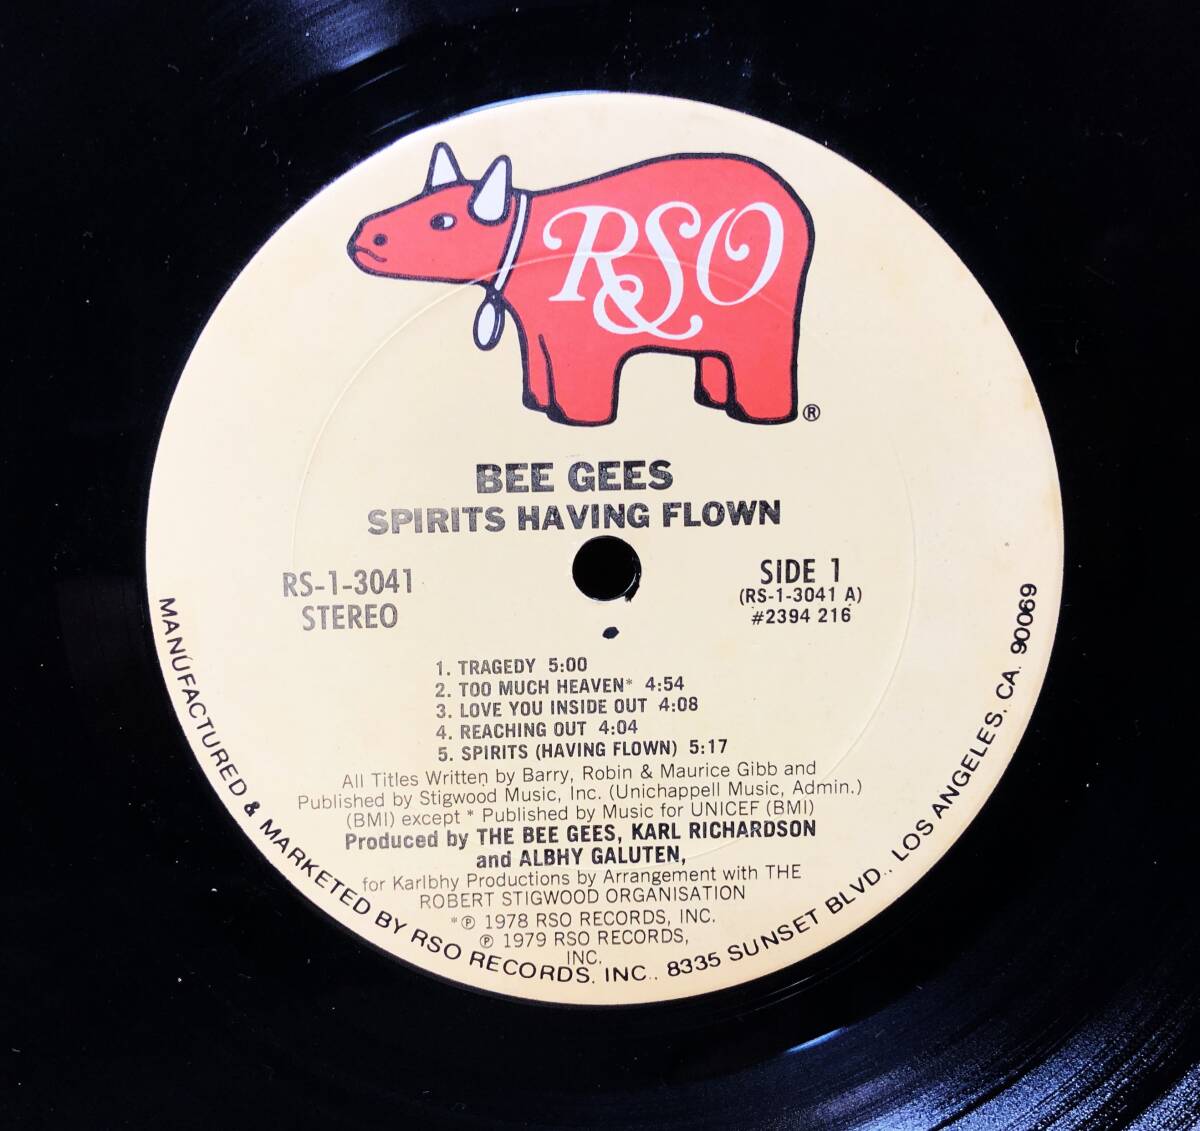 RSO
®
BEE GEES
SPIRITS HAVING FLOWN
RS-1-3041
STEREO
SIDE 1
(RS-1-3041 A)
#2394 216
1. TRAGEDY 5:00
2. TOO MUCH HEAVEN* 4:54
3. LOVE YOU INSIDE OUT 4:08
4. REACHING OUT 4:04
5. SPIRITS (HAVING FLOWN) 5:17
All Titles Written by Barry, Robin & Maurice Gibb and
Published by Stigwood Music, Inc. (Unichappell Music, Admin.)
(BMI) except * Published by Music for UNICEF (BMI)
Produced by THE BEE GEES, KARL RICHARDSON
and ALBHY GALUTEN,
for Karlbhy Productions by Arrangement with THE
ROBERT STIGWOOD ORGANISATION
*℗ 1978 RSO RECORDS, INC.
℗ 1979 RSO RECORDS,
INC.
MANUFACTURED & MARKETED BY RSO RECORDS, INC., 8335 SUNSET BLVD., LOS ANGELES, CA. 90069